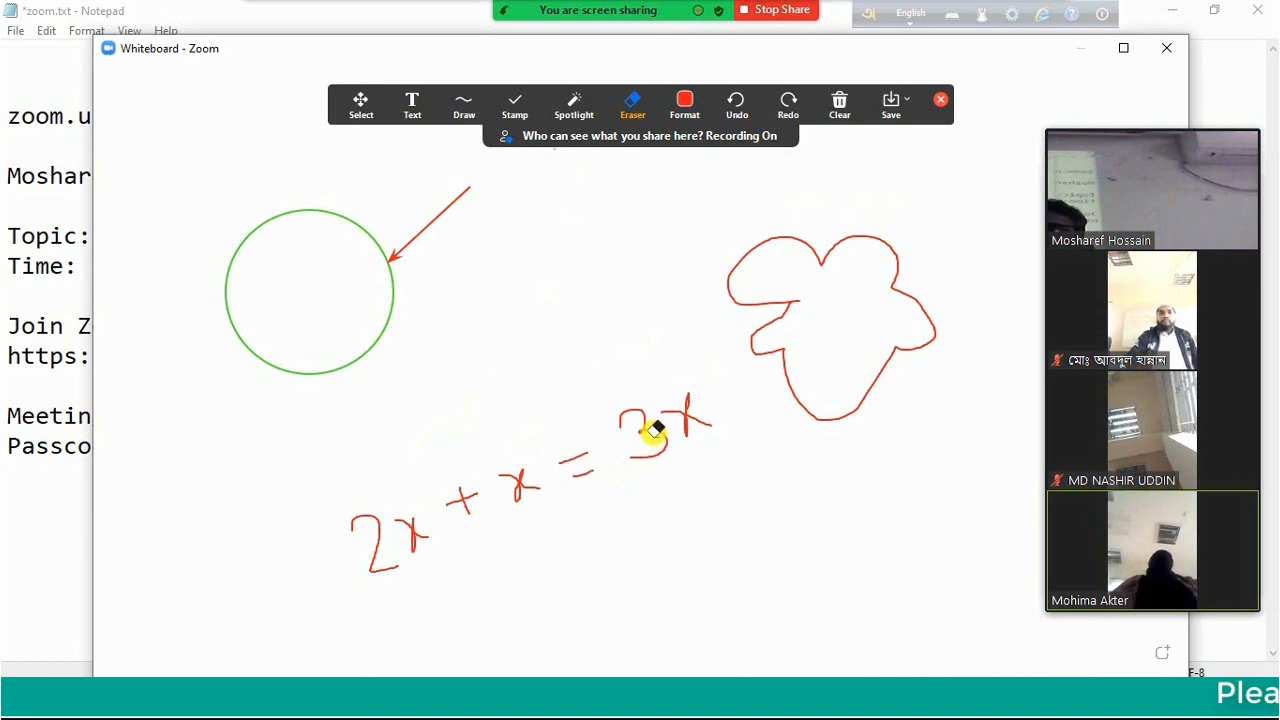 *zoom.txt - Notepad
You are screen sharing
Stop Share
English
File Edit Format View Help
Whiteboard - Zoom
Select Text Draw Stamp Spotlight Eraser Format Undo Redo Clear Save
Who can see what you share here? Recording On
zoom.u
Moshar
Topic:
Time:
Join Z
https:
Meetin
Passco
2x + x = 3x
Mosharef Hossain
মোঃ আবদুল হান্নান
MD NASHIR UDDIN
Mohima Akter
F-8
Plea